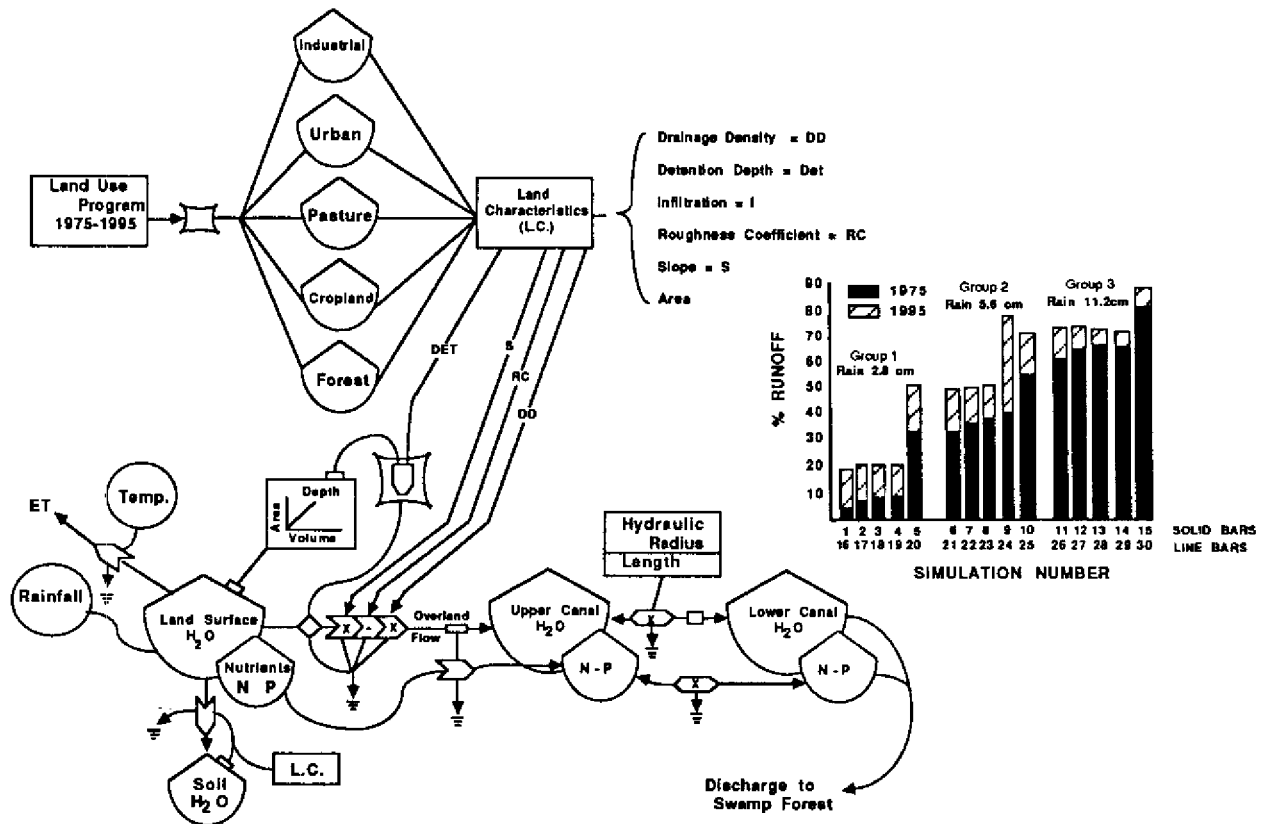 Industrial
Urban
Pasture
Cropland
Forest
Land Use
Program
1975-1995
Land
Characteristics
(L.C.)
Drainage Density = DD
Detention Depth = Det
Infiltration = I
Roughness Coefficient = RC
Slope = S
Area
DET
S
RC
DD
Temp.
ET
Rainfall
Depth
Area
Volume
Land Surface
H2O
Nutrients
N P
Soil
H2O
L.C.
X
-
X
Overland
Flow
Upper Canal
H2O
N-P
Hydraulic
Radius
Length
X
X
Lower Canal
H2O
N-P
Discharge to
Swamp Forest
% RUNOFF
90
80
70
60
50
40
30
20
10
1975
1995
Group 1
Rain 2.8 cm
Group 2
Rain 5.6 cm
Group 3
Rain 11.2cm
1 2 3 4 5 6 7 8 9 10 11 12 13 14 15 SOLID BARS
16 17 18 19 20 21 22 23 24 25 26 27 28 29 30 LINE BARS
SIMULATION NUMBER